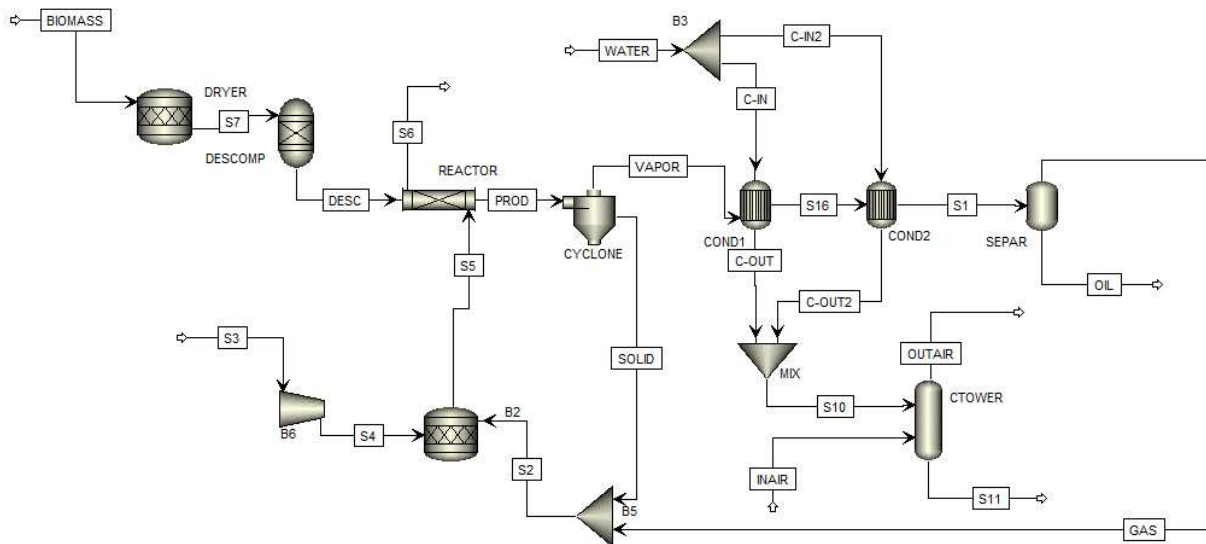 BIOMASS
B3
WATER
C-IN2
C-IN
DRYER
S7
DESCOMP
S6
REACTOR
VAPOR
DESC
PROD
S16
S1
COND1
COND2
SEPAR
CYCLONE
C-OUT
S5
OIL
C-OUT2
S3
SOLID
OUTAIR
MIX
CTOWER
S10
B6
S4
B2
S2
INAIR
S11
B5
GAS